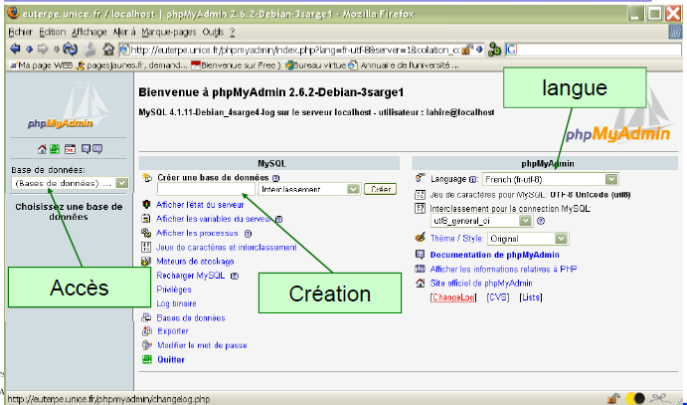 euterpe.unice.fr / localhost | phpMyAdmin 2.6.2-Debian-3sarge1 - Mozilla Firefox
Fichier Edition Affichage Aller à Marque-pages Outils ?
http://euterpe.unice.fr/phpmyadmin/index.php?lang=fr-utf-8&server=1&collation_cc
Ma page WEB pagesjaunes.fr, demand... Bienvenue sur Free ) Bureau virtuel Annuaire de l'université ...
Bienvenue à phpMyAdmin 2.6.2-Debian-3sarge1
langue
MySQL 4.1.11-Debian_4sarge4-log sur le serveur localhost - utilisateur : lahire@localhost
phpMyAdmin
phpMyAdmin
Base de données:
(Bases de données) ...
Choisissez une base de
données
MySQL
Créer une base de données
Interclassement
Créer
Afficher l'état du serveur
Afficher les variables du serveur
Afficher les processus
Jeux de caractères et interclassement
Moteurs de stockage
Recharger MySQL
Privilèges
Log binaire
Bases de données
Exporter
Modifier le mot de passe
Quitter
phpMyAdmin
Language : French (fr-utf-8)
Jeu de caractères pour MySQL: UTF-8 Unicode (utf8)
Interclassement pour la connection MySQL:
utf8_general_ci
Thème / Style: Original
Documentation de phpMyAdmin
Afficher les informations relatives à PHP
Site officiel de phpMyAdmin
[ChangeLog] [CVS] [Lists]
Accès
Création
http://euterpe.unice.fr/phpmyadmin/changelog.php